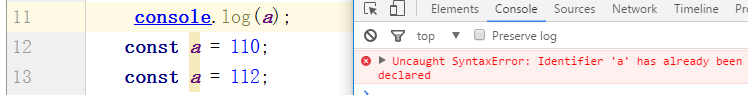 11 console.log(a);
12 const a = 110;
13 const a = 112;
Elements Console Sources Network Timeline Pro
top Preserve log
Uncaught SyntaxError: Identifier 'a' has already been
declared